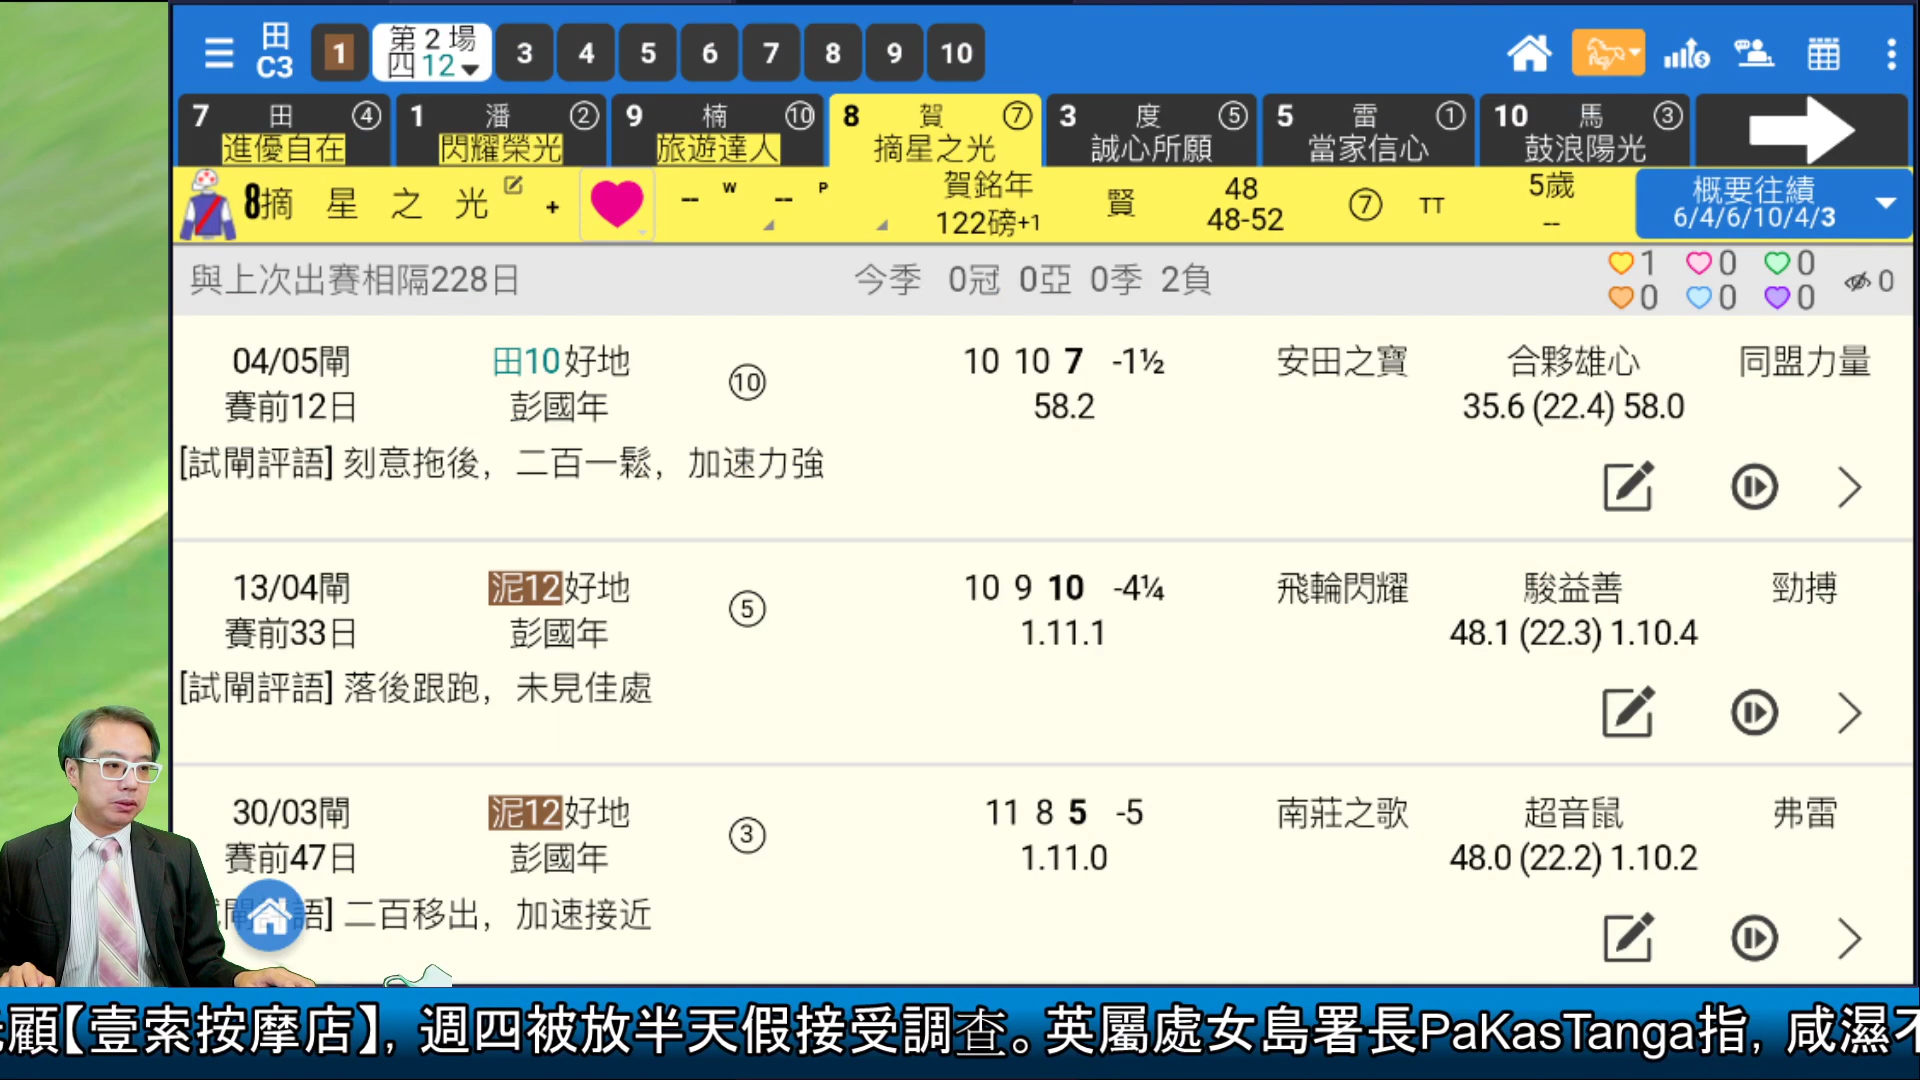 田
C3
1
第2場
四12
3 4 5 6 7 8 9 10
7 田 ④
進優自在
1 潘 ②
閃耀榮光
9 楠 ⑩
旅遊達人
8 賀 ⑦
摘星之光
3 度 ⑤
誠心所願
5 雷 ①
當家信心
10 馬 ③
鼓浪陽光
8摘星之光 +
-- W -- P
賀銘年
122磅+1
賢
48
48-52
⑦ TT
5歲
--
概要往績
6/4/6/10/4/3
與上次出賽相隔228日 今季 0冠 0亞 0季 2負
1 0 0
0 0 0
0
04/05閘 田10好地 ⑩ 10 10 7 -1½ 安田之寶 合夥雄心 同盟力量
賽前12日 彭國年 58.2 35.6 (22.4) 58.0
[試閘評語] 刻意拖後，二百一鬆，加速力強
13/04閘 泥12好地 ⑤ 10 9 10 -4¼ 飛輪閃耀 駿益善 勁搏
賽前33日 彭國年 1.11.1 48.1 (22.3) 1.10.4
[試閘評語] 落後跟跑，未見佳處
30/03閘 泥12好地 ③ 11 8 5 -5 南莊之歌 超音鼠 弗雷
賽前47日 彭國年 1.11.0 48.0 (22.2) 1.10.2
語] 二百移出，加速接近
顧【壹索按摩店】，週四被放半天假接受調查。英屬處女島署長PaKasTanga指，咸濕不